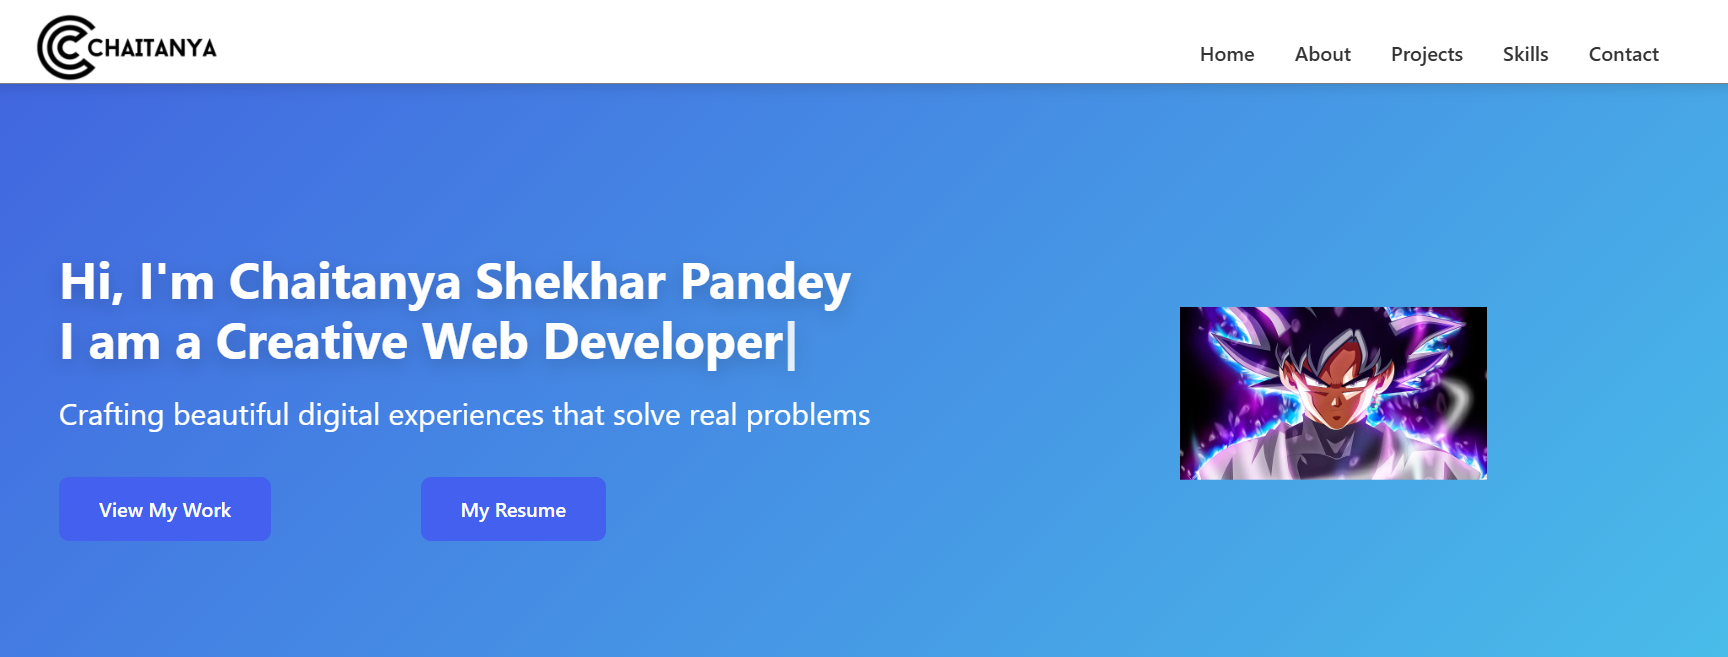 CHAITANYA
Home About Projects Skills Contact
Hi, I'm Chaitanya Shekhar Pandey
I am a Creative Web Developer|
Crafting beautiful digital experiences that solve real problems
View My Work My Resume